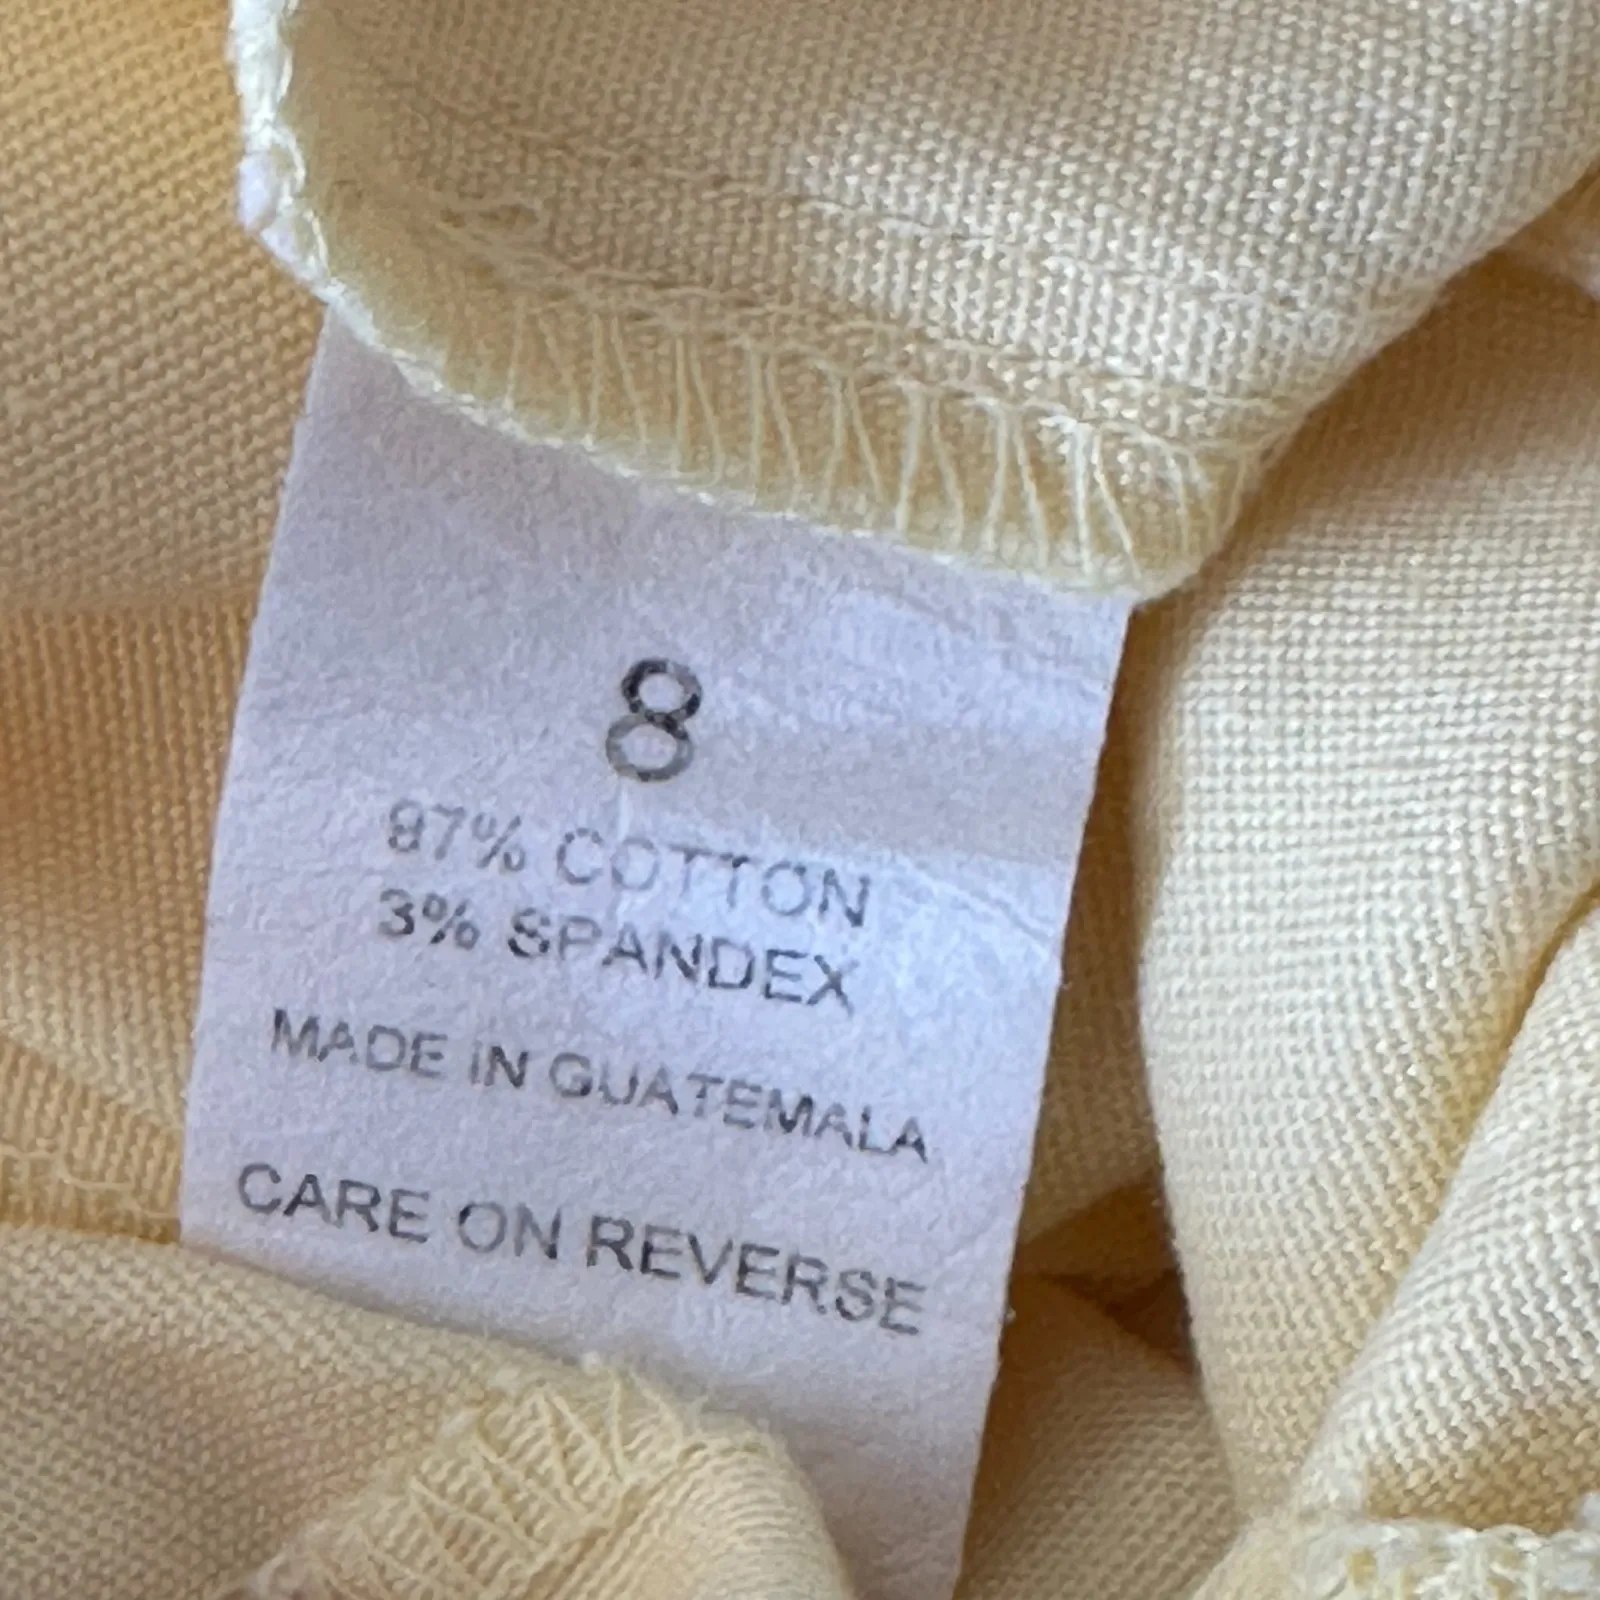 8
97% COTTON
3% SPANDEX
MADE IN GUATEMALA
CARE ON REVERSE